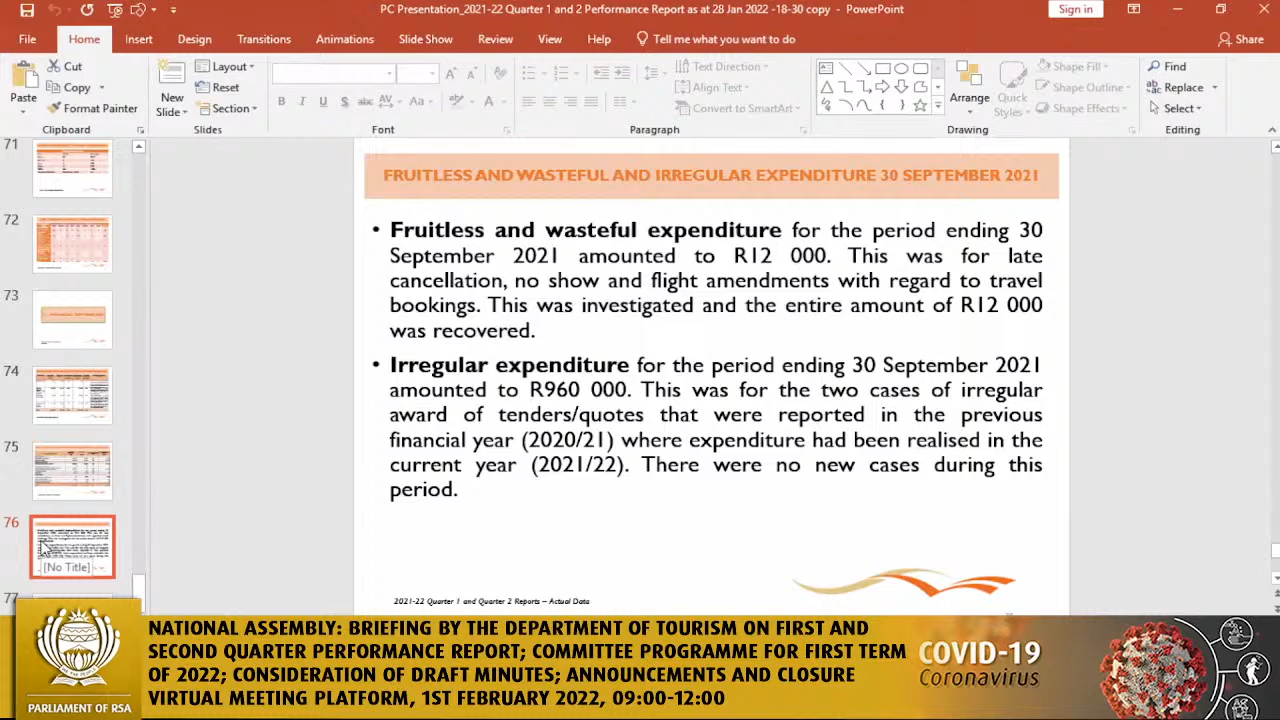 PC Presentation_2021-22 Quarter 1 and 2 Performance Report as at 28 Jan 2022 -18-30 copy - PowerPoint
Sign in
File Home Insert Design Transitions Animations Slide Show Review View Help Tell me what you want to do Share
Cut
Copy
Format Painter
Paste
Clipboard
New
Slide
Layout
Reset
Section
Slides
B I U S abc AV Aa A
Font
Text Direction
Align Text
Convert to SmartArt
Paragraph
Arrange
Quick
Styles
Shape Fill
Shape Outline
Shape Effects
Drawing
Find
Replace
Select
Editing
71
72
73
74
75
76
[No Title]
77
FRUITLESS AND WASTEFUL AND IRREGULAR EXPENDITURE 30 SEPTEMBER 2021
• Fruitless and wasteful expenditure for the period ending 30
September 2021 amounted to R12 000. This was for late
cancellation, no show and flight amendments with regard to travel
bookings. This was investigated and the entire amount of R12 000
was recovered.
• Irregular expenditure for the period ending 30 September 2021
amounted to R960 000. This was for the two cases of irregular
award of tenders/quotes that were reported in the previous
financial year (2020/21) where expenditure had been realised in the
current year (2021/22). There were no new cases during this
period.
2021-22 Quarter 1 and Quarter 2 Reports – Actual Data
PARLIAMENT OF RSA
NATIONAL ASSEMBLY: BRIEFING BY THE DEPARTMENT OF TOURISM ON FIRST AND
SECOND QUARTER PERFORMANCE REPORT; COMMITTEE PROGRAMME FOR FIRST TERM
OF 2022; CONSIDERATION OF DRAFT MINUTES; ANNOUNCEMENTS AND CLOSURE
VIRTUAL MEETING PLATFORM, 1ST FEBRUARY 2022, 09:00-12:00
COVID-19
Coronavirus